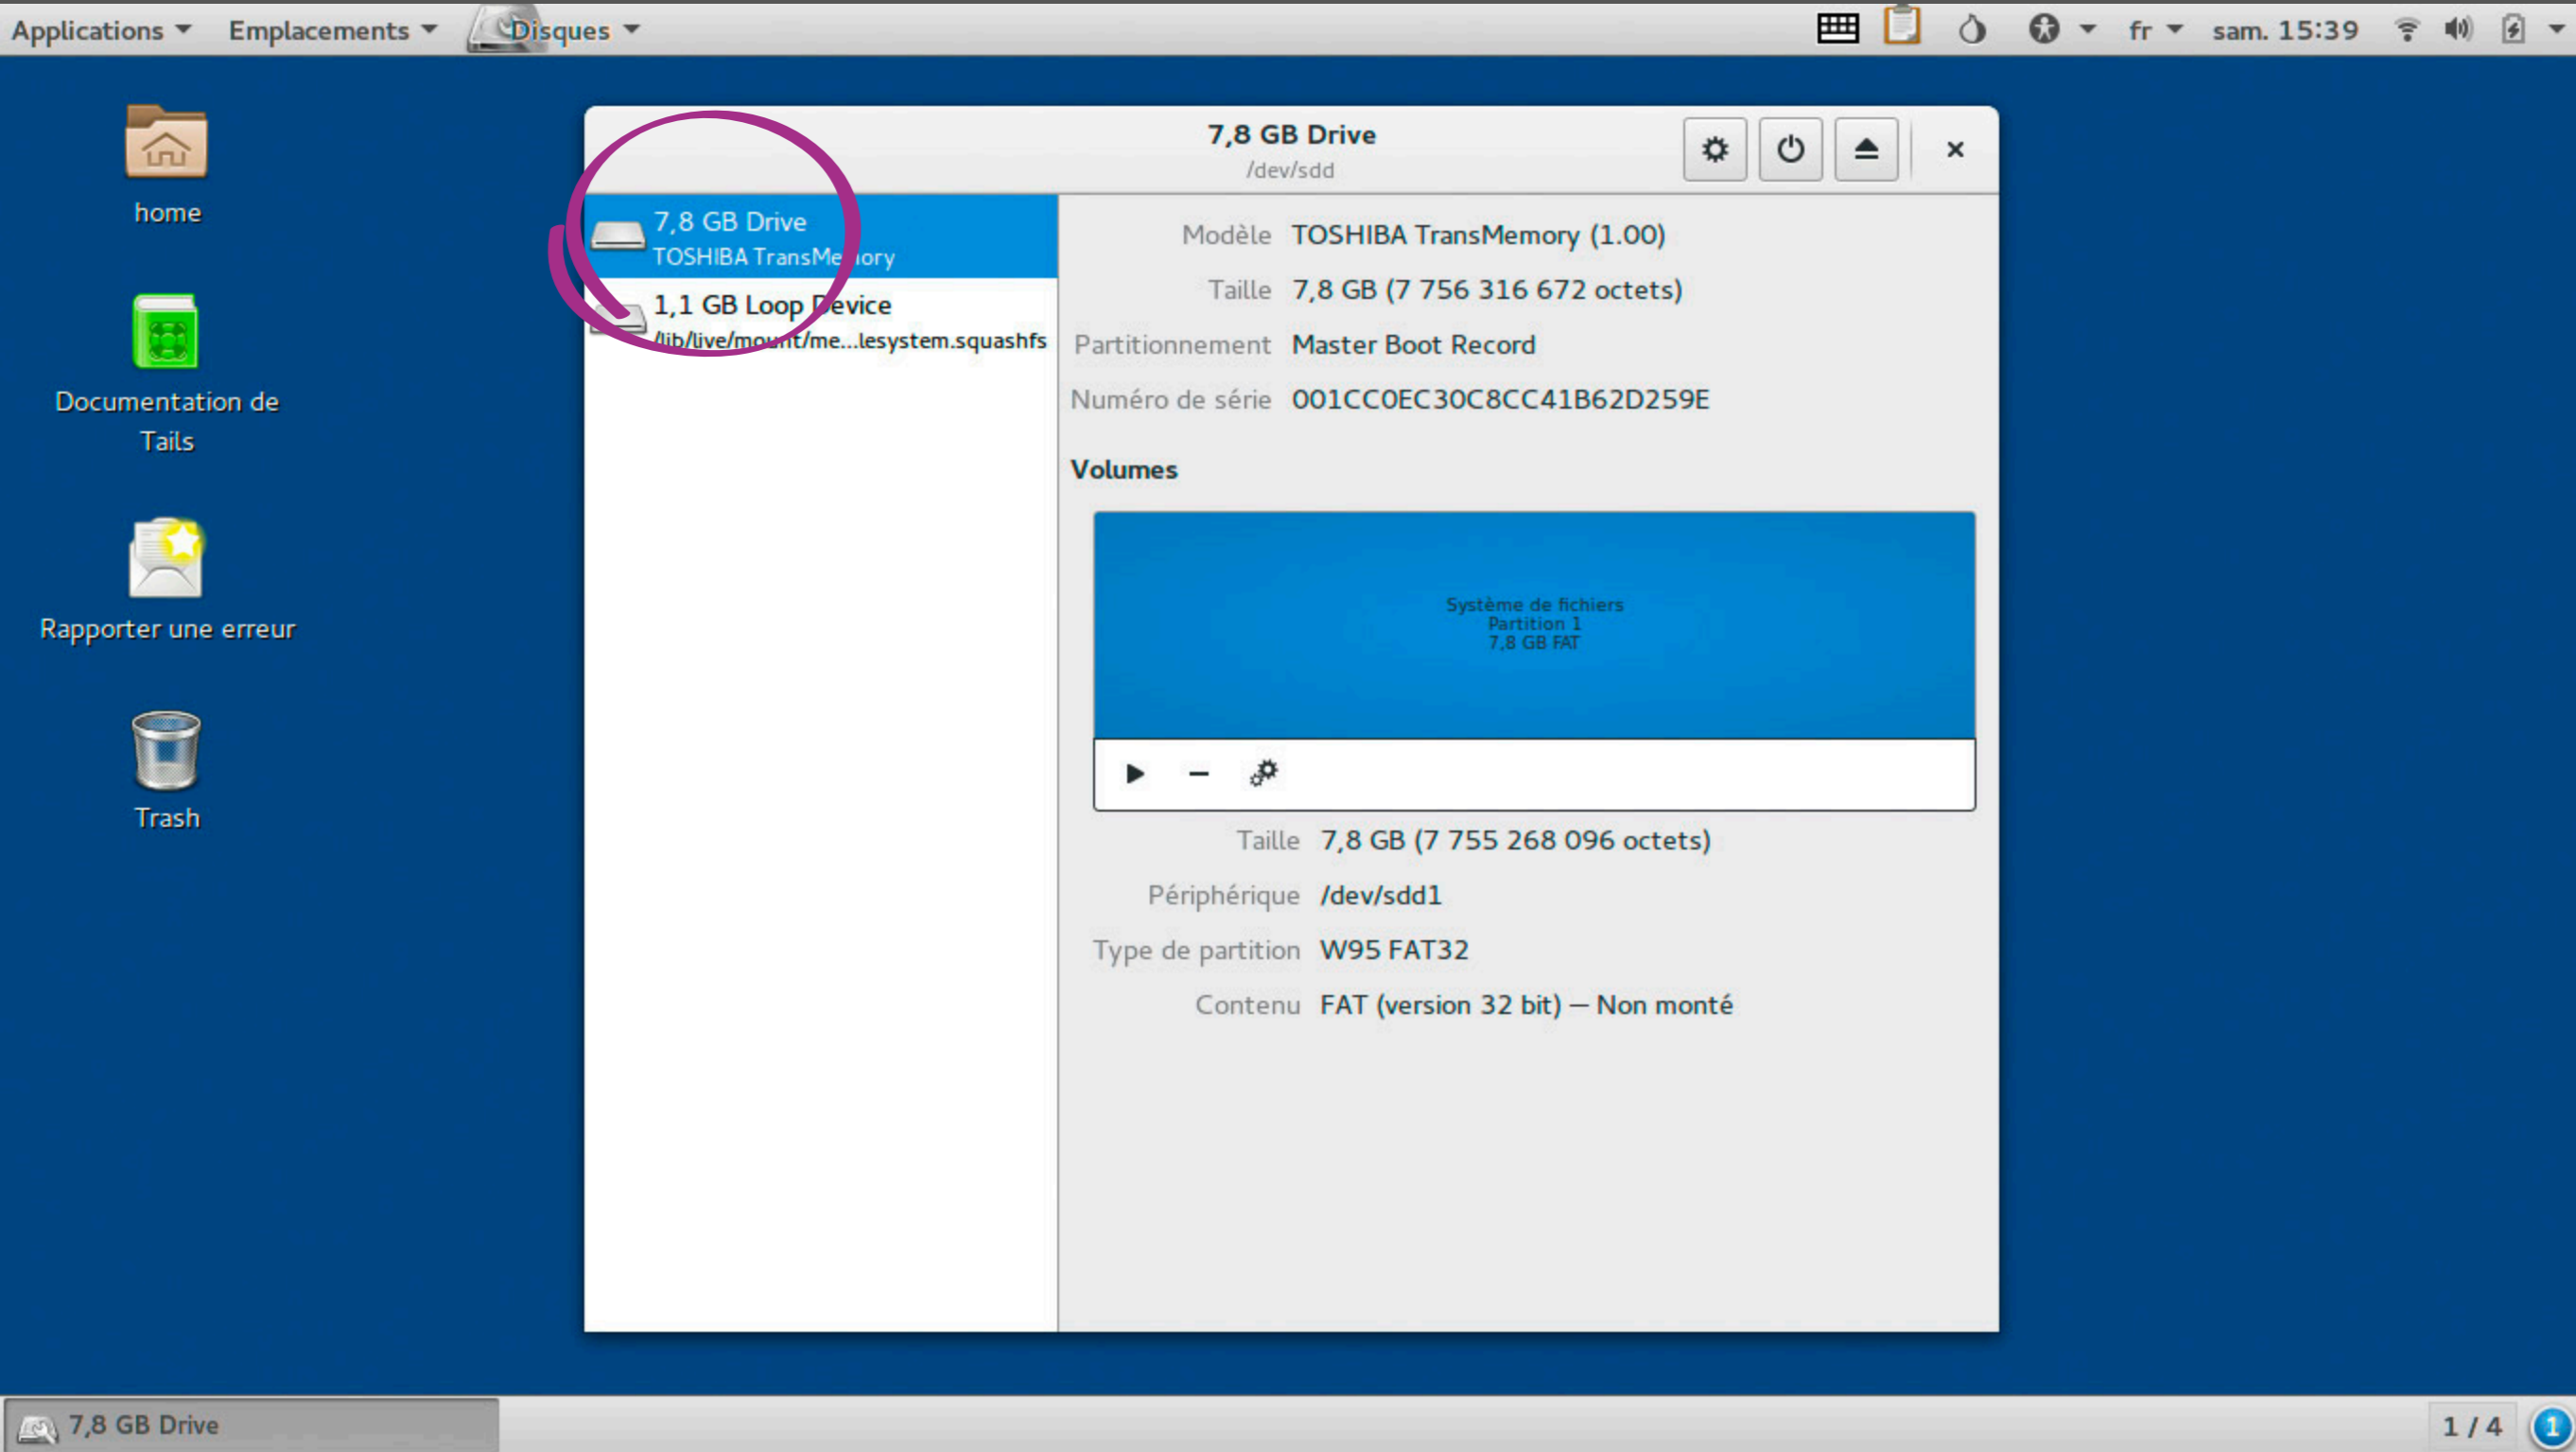 Applications Emplacements Disques fr sam. 15:39
home
Documentation de
Tails
Rapporter une erreur
Trash
7,8 GB Drive
/dev/sdd
7,8 GB Drive
TOSHIBA TransMemory
1,1 GB Loop Device
/lib/live/mount/me...lesystem.squashfs
Modèle TOSHIBA TransMemory (1.00)
Taille 7,8 GB (7 756 316 672 octets)
Partitionnement Master Boot Record
Numéro de série 001CC0EC30C8CC41B62D259E
Volumes
Système de fichiers
Partition 1
7,8 GB FAT
Taille 7,8 GB (7 755 268 096 octets)
Périphérique /dev/sdd1
Type de partition W95 FAT32
Contenu FAT (version 32 bit) — Non monté
7,8 GB Drive
1 / 4 1